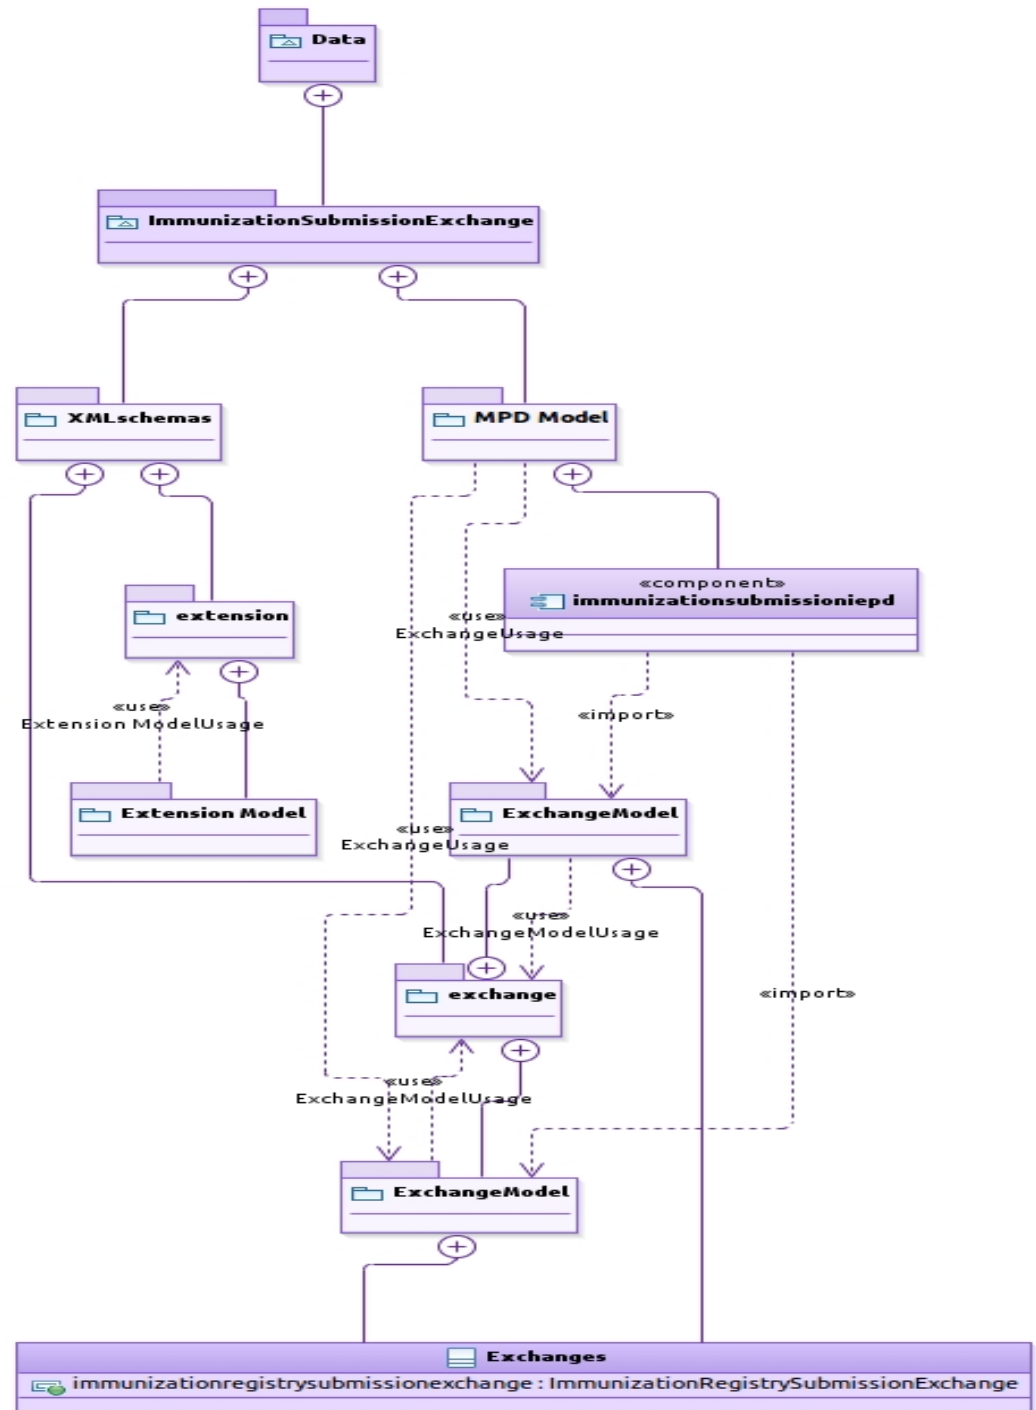 Data
ImmunizationSubmissionExchange
XMLschemas
MPD Model
«component»
immunizationsubmissioniepd
extension
«use»
ExchangeUsage
«use»
Extension ModelUsage
«import»
Extension Model
ExchangeModel
«use»
ExchangeUsage
«use»
ExchangeModelUsage
exchange
«import»
«use»
ExchangeModelUsage
ExchangeModel
Exchanges
immunizationregistrysubmissionexchange : ImmunizationRegistrySubmissionExchange